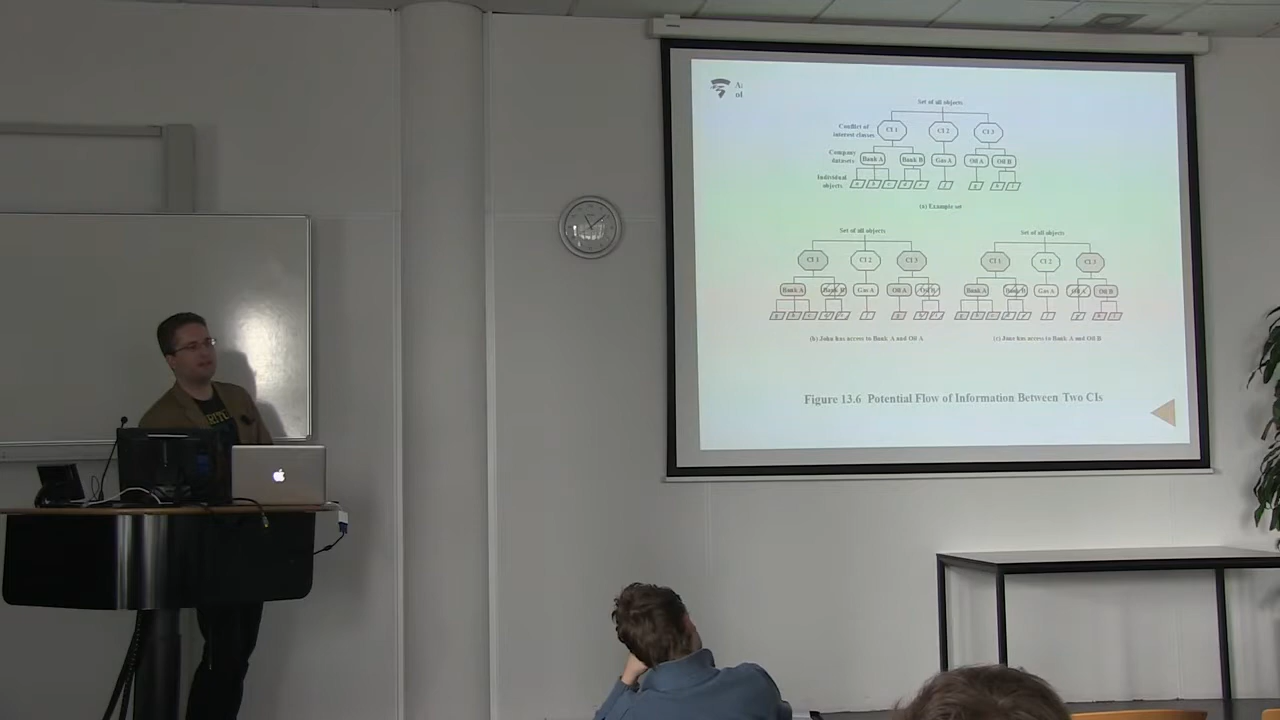 Set of all objects
Conflict of
interest classes
CI 1
CI 2
CI 3
Company
datasets
Bank A
Bank B
Gas A
Oil A
Oil B
Individual
objects
(a) Example set
Set of all objects
CI 1
CI 2
CI 3
Bank A
Bank B
Gas A
Oil A
Oil B
(b) John has access to Bank A and Oil A
Set of all objects
CI 1
CI 2
CI 3
Bank A
Bank B
Gas A
Oil A
Oil B
(c) Jane has access to Bank A and Oil B
Figure 13.6 Potential Flow of Information Between Two CIs